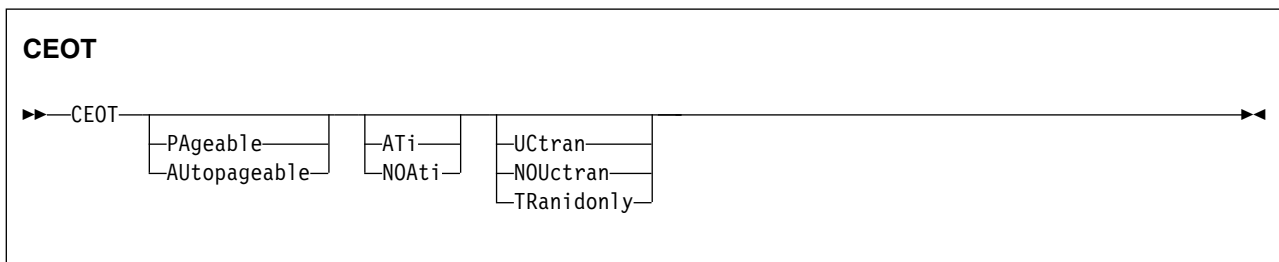 CEOT
CEOT
PAgeable
AUtopageable
ATi
NOAti
UCtran
NOUctran
TRanidonly